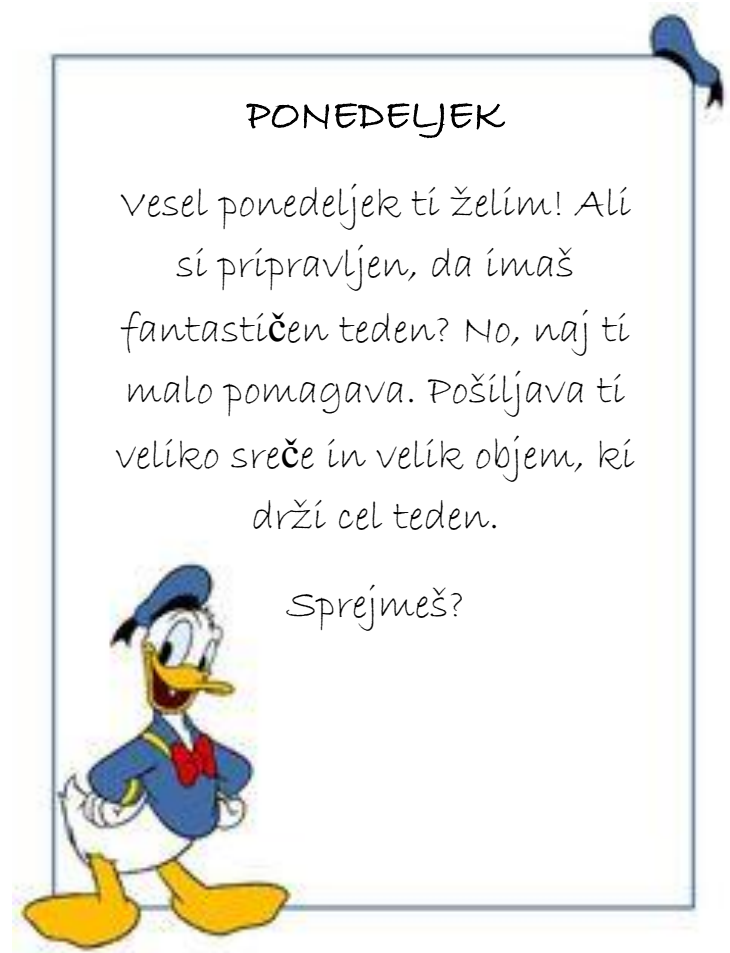 PONEDELJEK
Vesel ponedeljek ti želim! Ali
si pripravljen, da imaš
fantastičen teden? No, naj ti
malo pomagava. Pošiljava ti
veliko sreče in velik objem, ki
drži cel teden.
Sprejmeš?